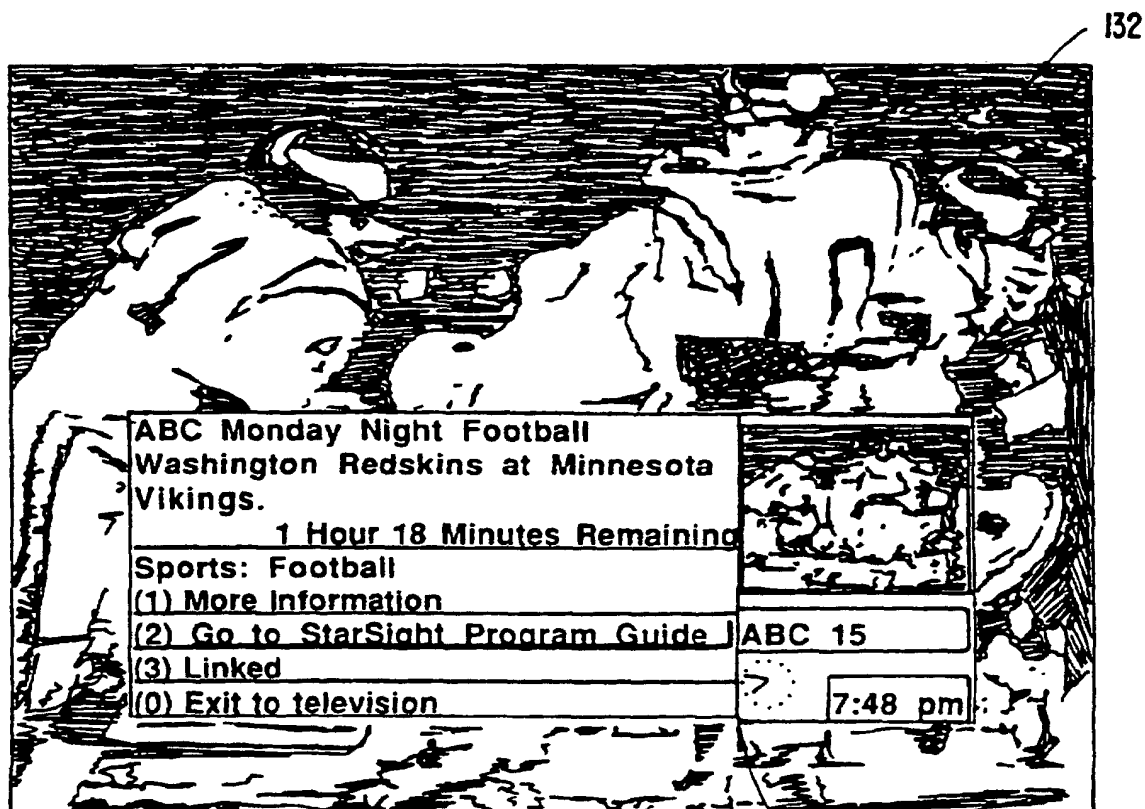 132
ABC Monday Night Football
Washington Redskins at Minnesota
Vikings.
1 Hour 18 Minutes Remaining
Sports: Football
(1) More Information
(2) Go to StarSight Program Guide
ABC 15
(3) Linked
(0) Exit to television
7:48 pm